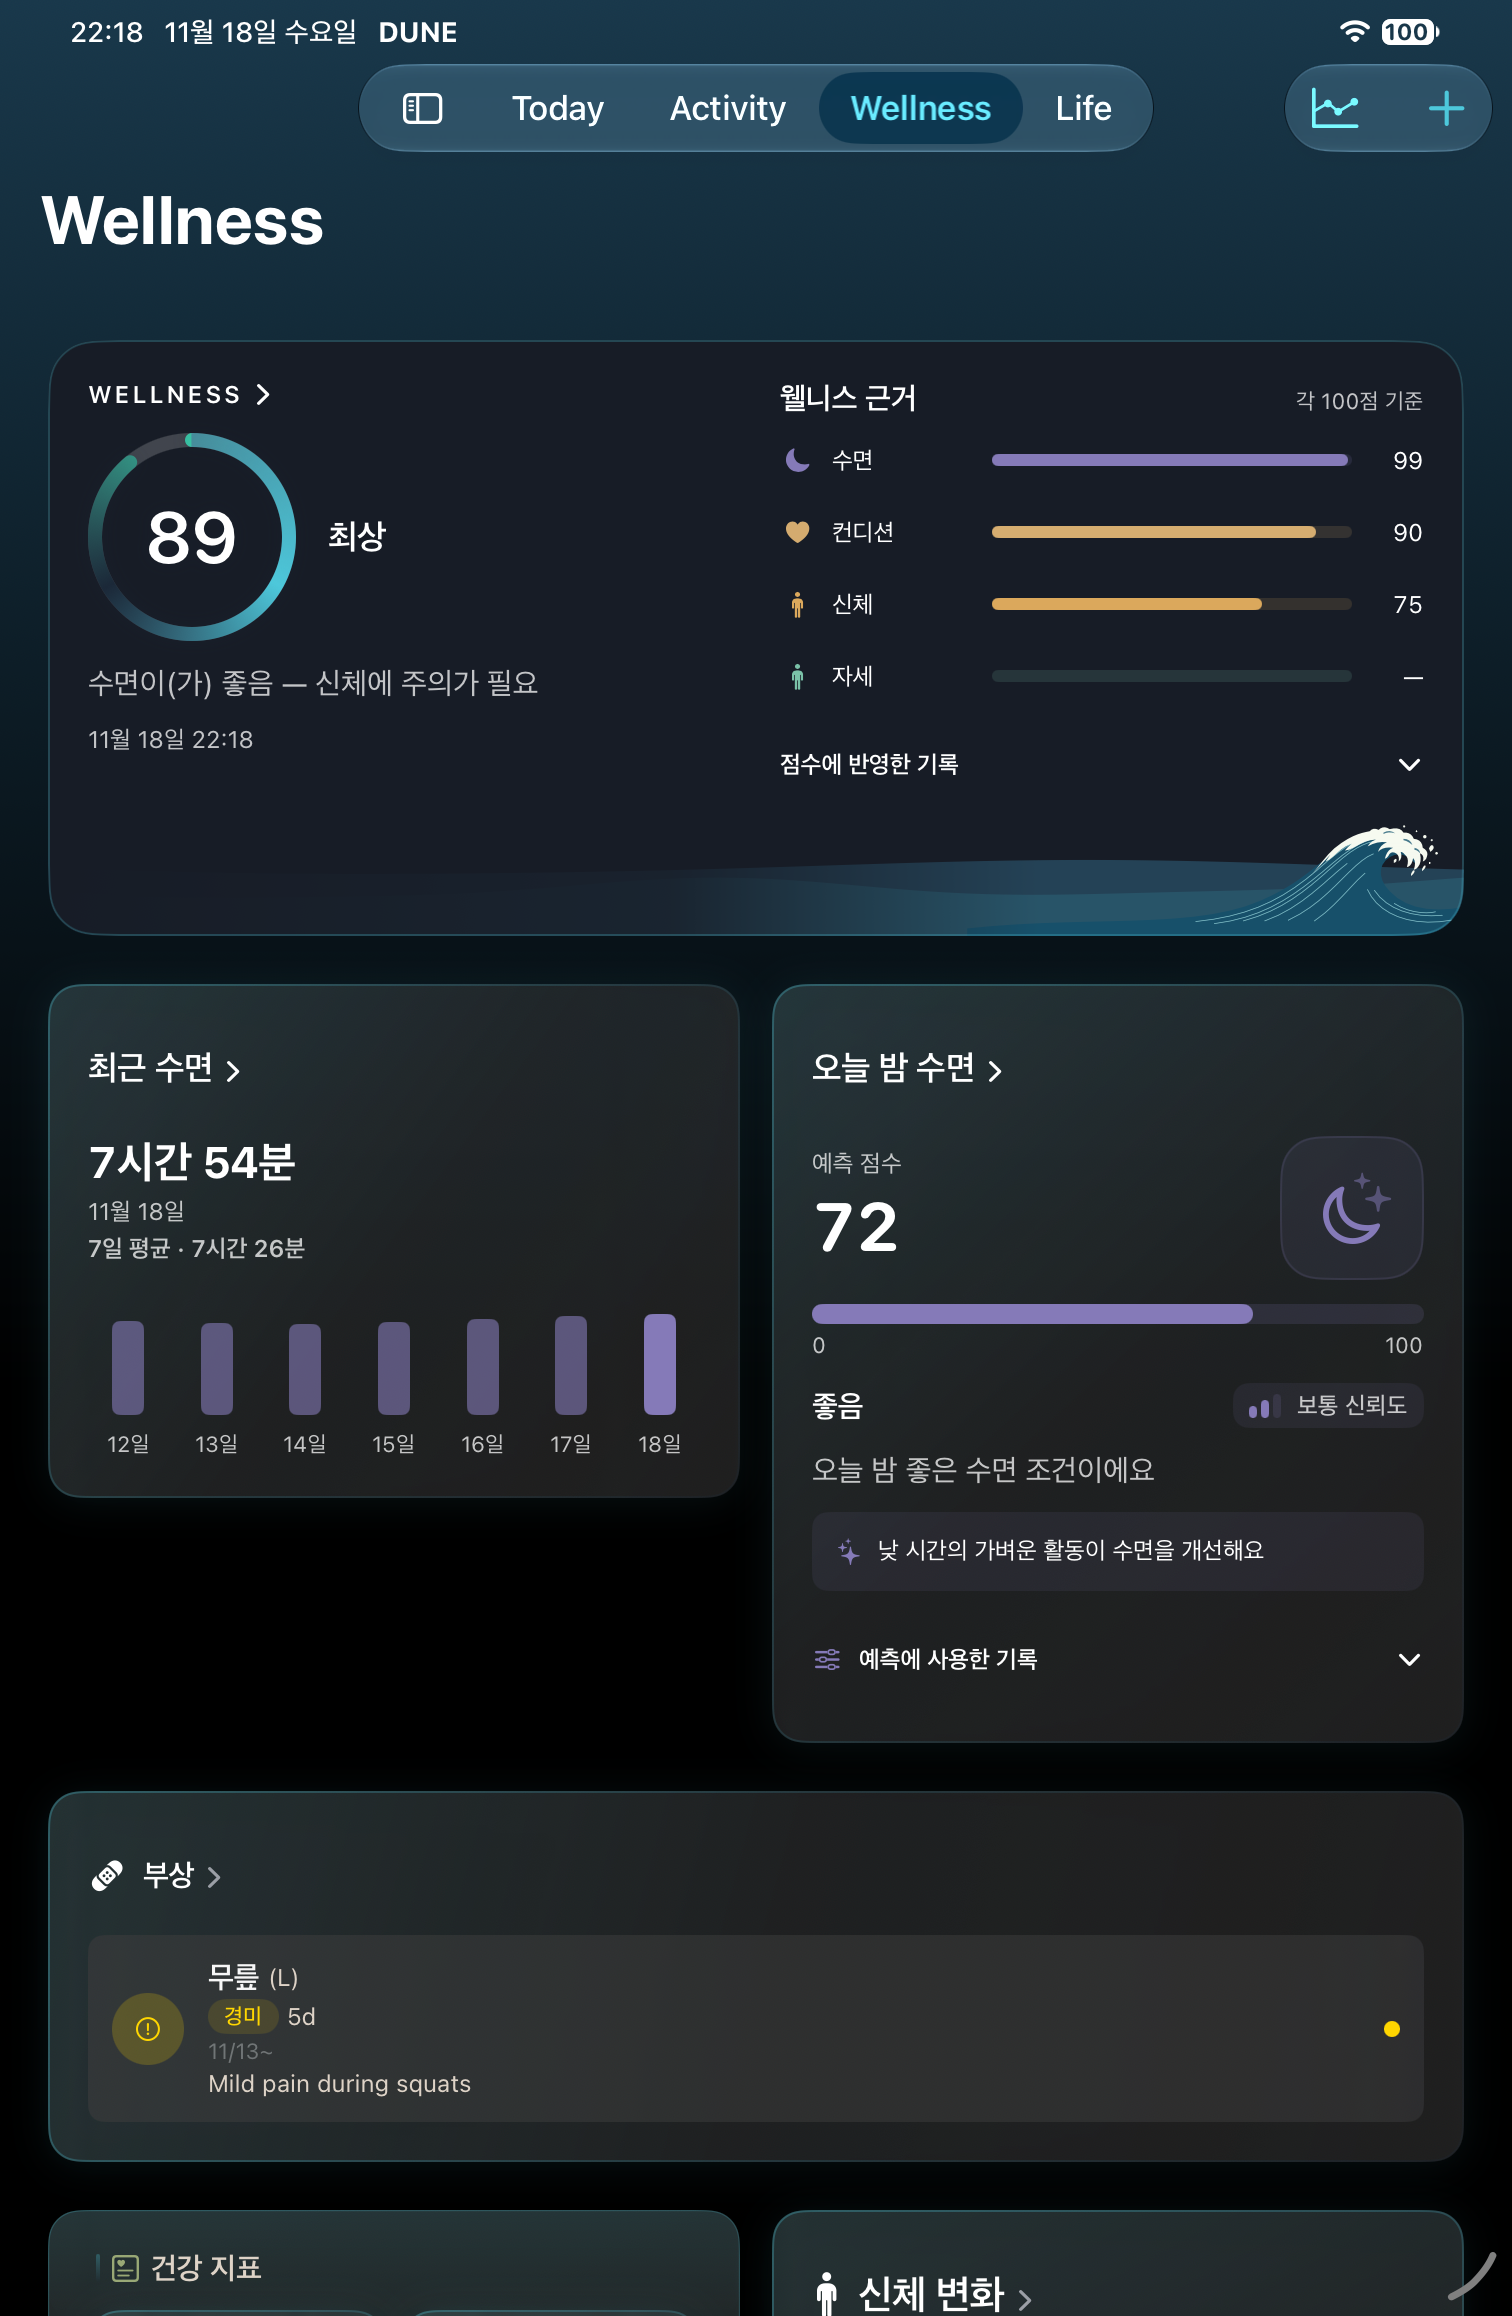 22:18 11월 18일 수요일 DUNE
100
Today Activity Wellness Life
Wellness
WELLNESS
89
최상
수면이(가) 좋음 — 신체에 주의가 필요
11월 18일 22:18
웰니스 근거
각 100점 기준
수면 99
컨디션 90
신체 75
자세 —
점수에 반영한 기록
최근 수면
7시간 54분
11월 18일
7일 평균 · 7시간 26분
12일 13일 14일 15일 16일 17일 18일
오늘 밤 수면
예측 점수
72
0 100
좋음
보통 신뢰도
오늘 밤 좋은 수면 조건이에요
낮 시간의 가벼운 활동이 수면을 개선해요
예측에 사용한 기록
부상
무릎 (L)
경미 5d
11/13~
Mild pain during squats
건강 지표
신체 변화